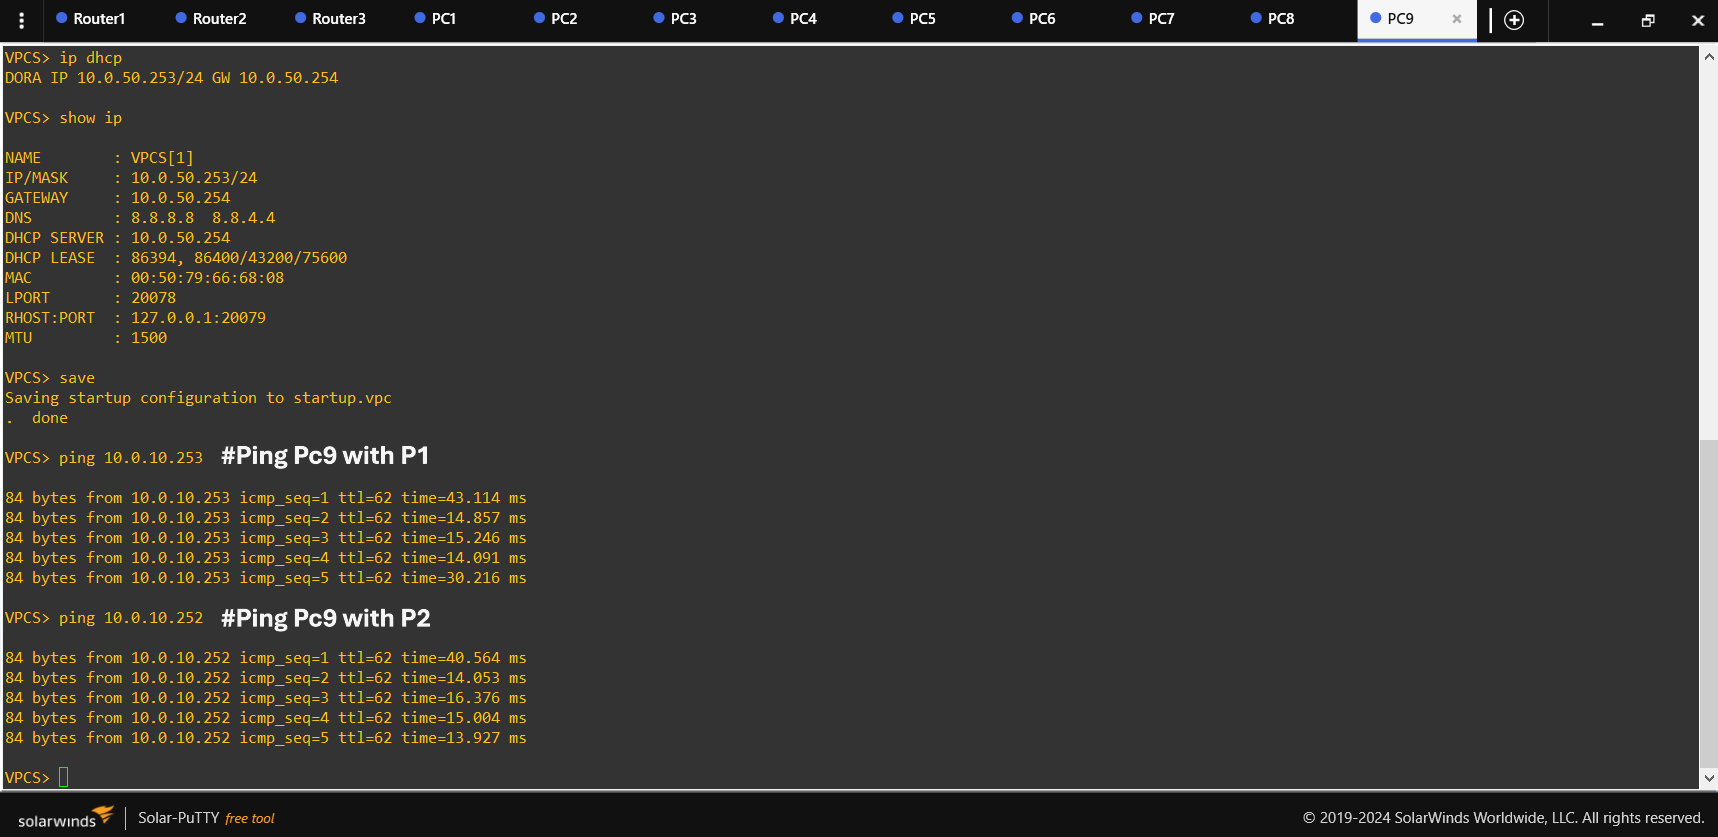 Router1 Router2 Router3 PC1 PC2 PC3 PC4 PC5 PC6 PC7 PC8 PC9
VPCS> ip dhcp
DORA IP 10.0.50.253/24 GW 10.0.50.254
VPCS> show ip
NAME        : VPCS[1]
IP/MASK     : 10.0.50.253/24
GATEWAY     : 10.0.50.254
DNS         : 8.8.8.8  8.8.4.4
DHCP SERVER : 10.0.50.254
DHCP LEASE  : 86394, 86400/43200/75600
MAC         : 00:50:79:66:68:08
LPORT       : 20078
RHOST:PORT  : 127.0.0.1:20079
MTU         : 1500
VPCS> save
Saving startup configuration to startup.vpc
.  done
VPCS> ping 10.0.10.253 #Ping Pc9 with P1
84 bytes from 10.0.10.253 icmp_seq=1 ttl=62 time=43.114 ms
84 bytes from 10.0.10.253 icmp_seq=2 ttl=62 time=14.857 ms
84 bytes from 10.0.10.253 icmp_seq=3 ttl=62 time=15.246 ms
84 bytes from 10.0.10.253 icmp_seq=4 ttl=62 time=14.091 ms
84 bytes from 10.0.10.253 icmp_seq=5 ttl=62 time=30.216 ms
VPCS> ping 10.0.10.252 #Ping Pc9 with P2
84 bytes from 10.0.10.252 icmp_seq=1 ttl=62 time=40.564 ms
84 bytes from 10.0.10.252 icmp_seq=2 ttl=62 time=14.053 ms
84 bytes from 10.0.10.252 icmp_seq=3 ttl=62 time=16.376 ms
84 bytes from 10.0.10.252 icmp_seq=4 ttl=62 time=15.004 ms
84 bytes from 10.0.10.252 icmp_seq=5 ttl=62 time=13.927 ms
VPCS>
solarwinds Solar-PuTTY free tool © 2019-2024 SolarWinds Worldwide, LLC. All rights reserved.